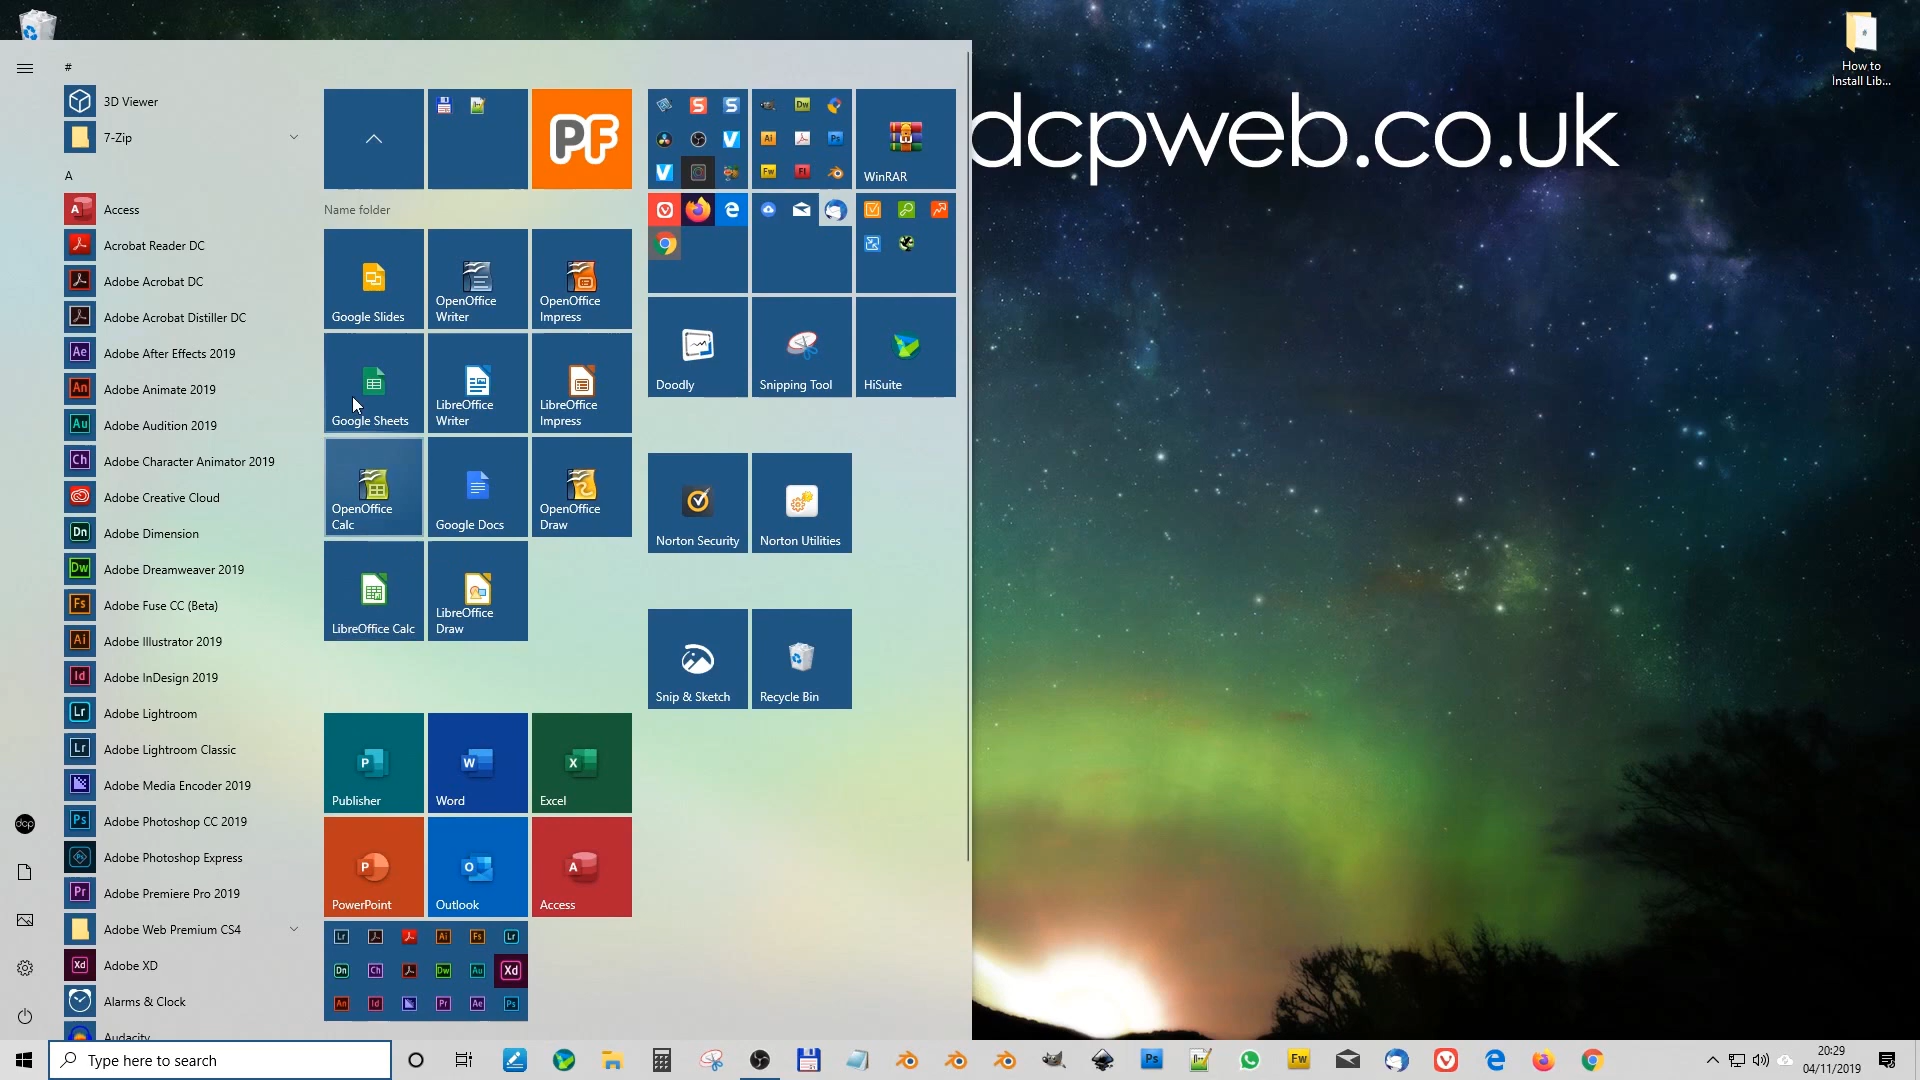 How to
Install Lib...
dcpweb.co.uk
#
3D Viewer
7-Zip
A
Access
Acrobat Reader DC
Adobe Acrobat DC
Adobe Acrobat Distiller DC
Adobe After Effects 2019
Adobe Animate 2019
Adobe Audition 2019
Adobe Character Animator 2019
Adobe Creative Cloud
Adobe Dimension
Adobe Dreamweaver 2019
Adobe Fuse CC (Beta)
Adobe Illustrator 2019
Adobe InDesign 2019
Adobe Lightroom
Adobe Lightroom Classic
Adobe Media Encoder 2019
Adobe Photoshop CC 2019
Adobe Photoshop Express
Adobe Premiere Pro 2019
Adobe Web Premium CS4
Adobe XD
Alarms & Clock
Audacity
PF
Name folder
Google Slides
OpenOffice
Writer
OpenOffice
Impress
Google Sheets
LibreOffice
Writer
LibreOffice
Impress
OpenOffice
Calc
Google Docs
OpenOffice
Draw
LibreOffice Calc
LibreOffice
Draw
Publisher
Word
Excel
PowerPoint
Outlook
Access
WinRAR
Doodly
Snipping Tool
HiSuite
Norton Security
Norton Utilities
Snip & Sketch
Recycle Bin
Type here to search
20:29
04/11/2019